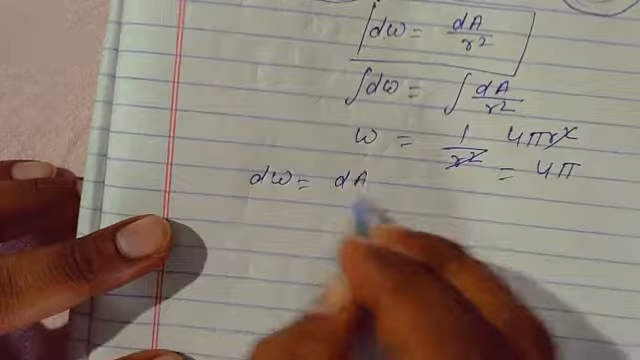 dω = dA/r²
∫dω = ∫ dA/r²
ω = 1/r² 4πr² = 4π
dω = dA